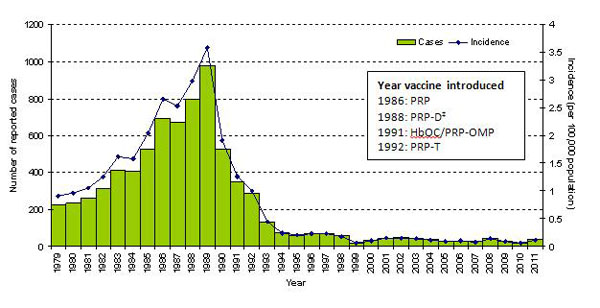 1200
1000
800
600
400
200
0
Number of reported cases
Cases
Incidence
4
3.5
3
2.5
2
1.5
1
0.5
0
Incidence (per 100,000 population)
Year vaccine introduced
1986: PRP
1988: PRP-D‡
1991: HbOC/PRP-OMP
1992: PRP-T
1979 1980 1981 1982 1983 1984 1985 1986 1987 1988 1989 1990 1991 1992 1993 1994 1995 1996 1997 1998 1999 2000 2001 2002 2003 2004 2005 2006 2007 2008 2009 2010 2011
Year